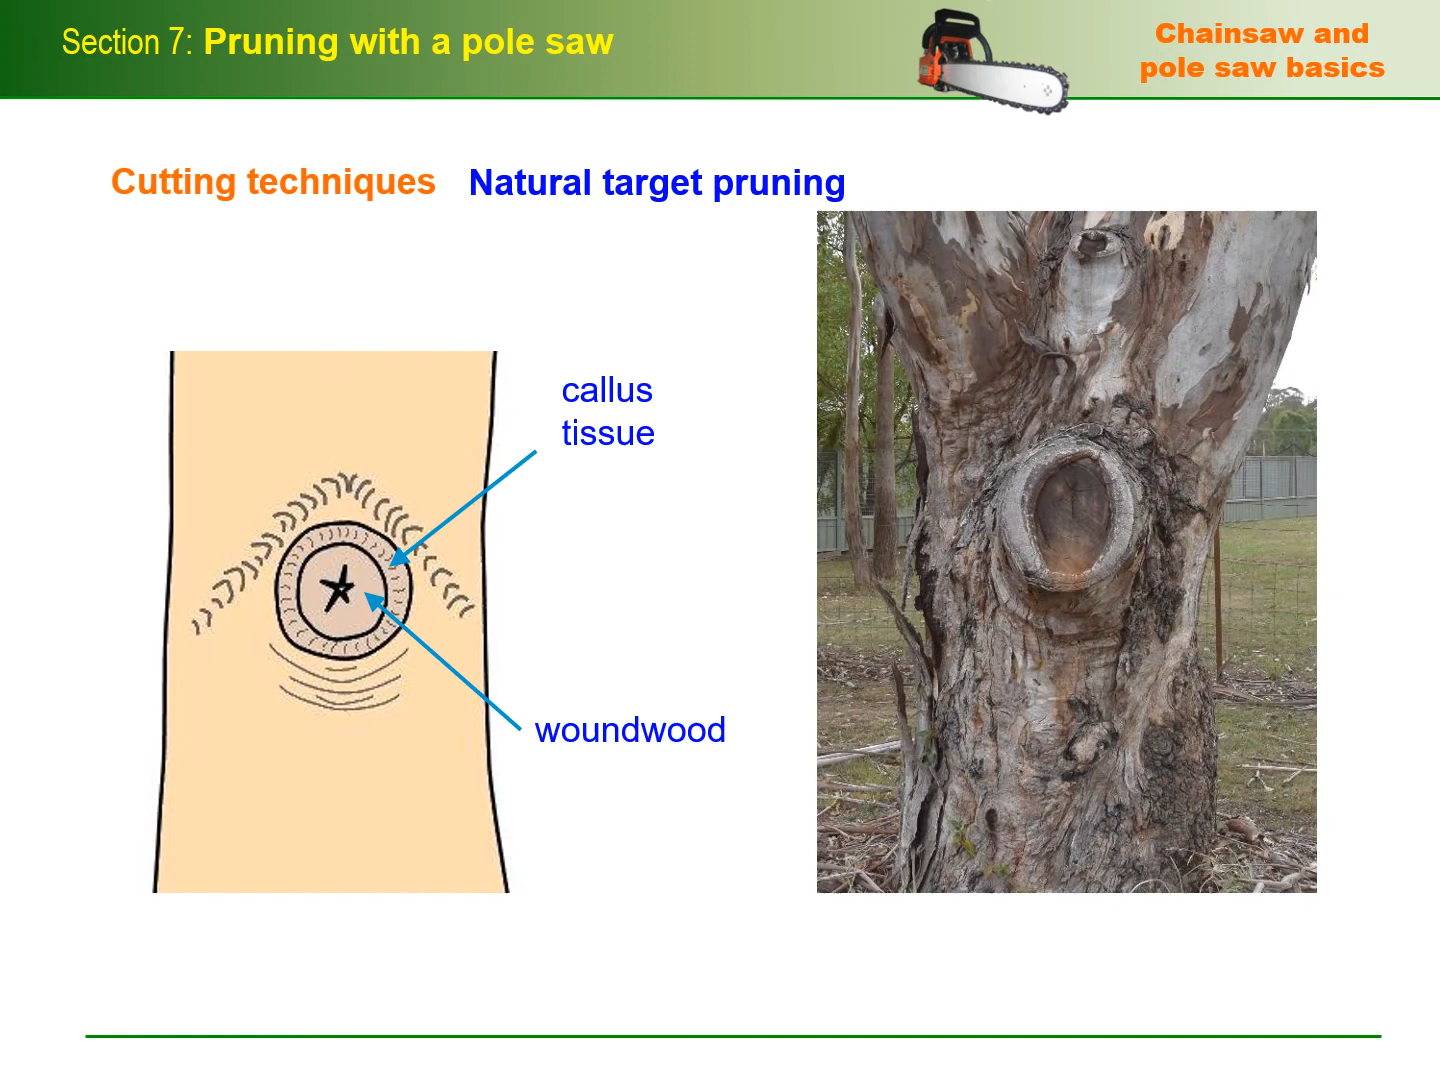 Section 7: Pruning with a pole saw
Chainsaw and
pole saw basics
Cutting techniques Natural target pruning
callus
tissue
woundwood